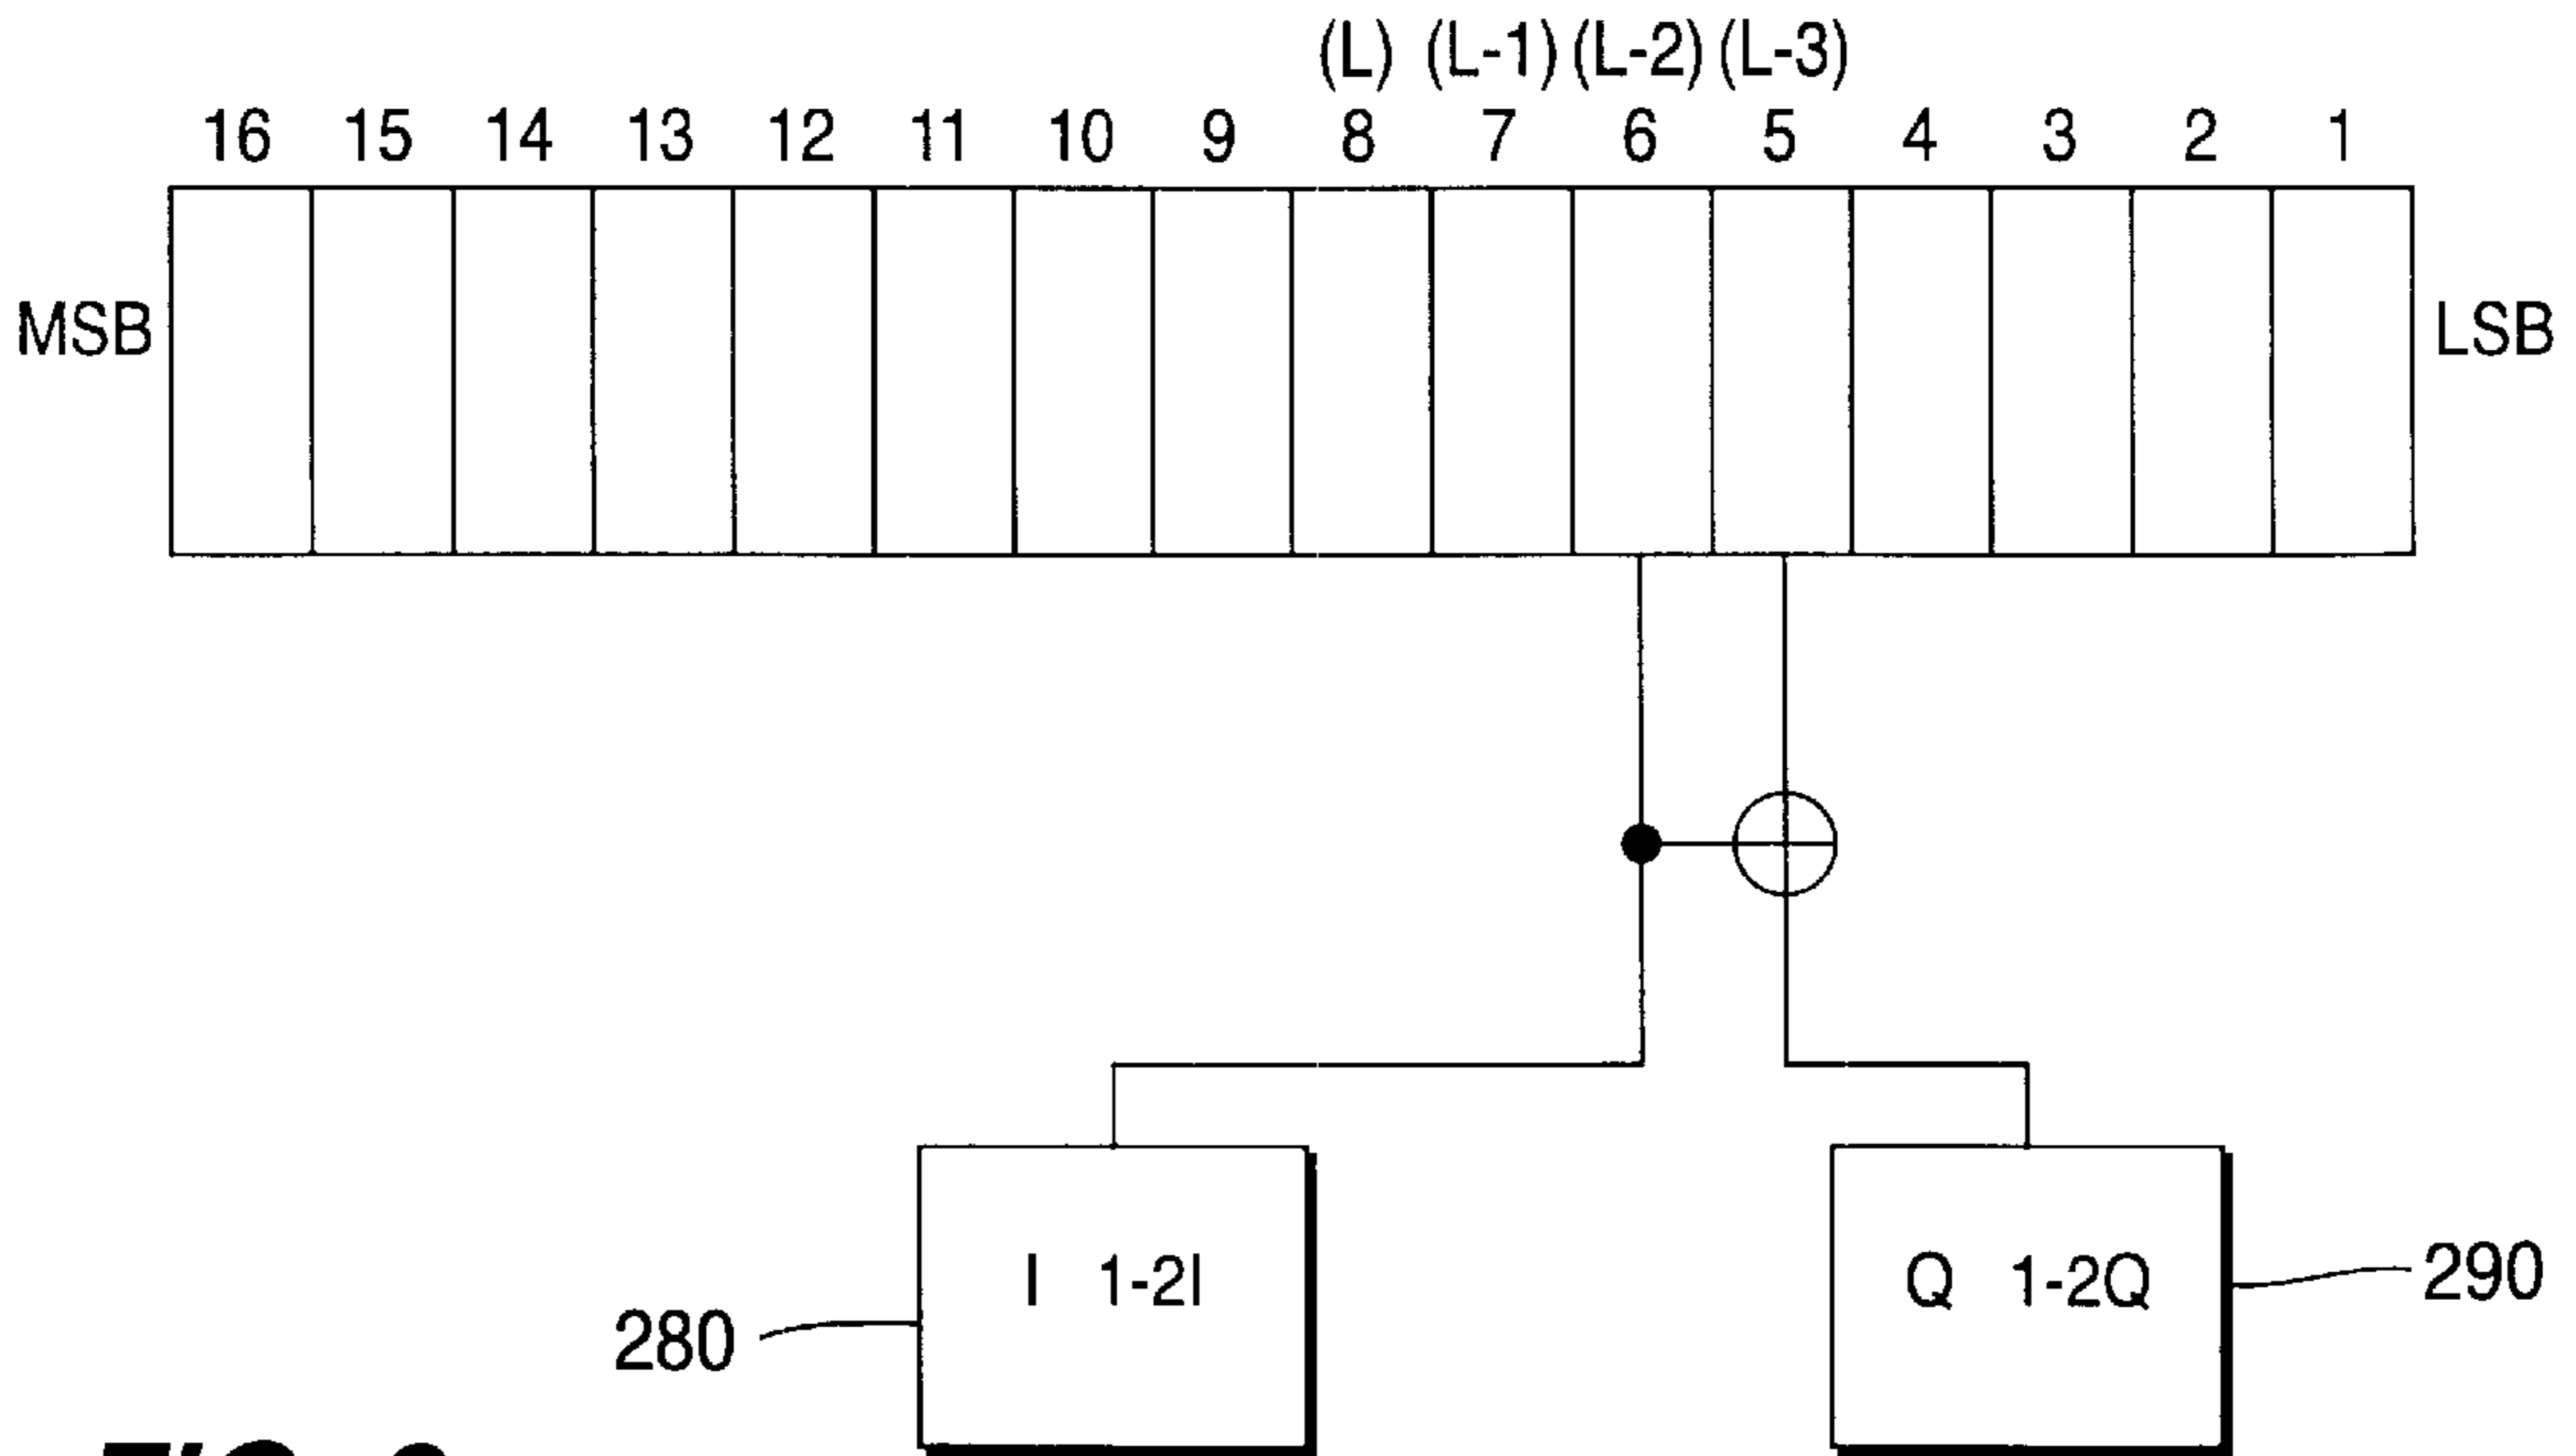 (L) (L-1) (L-2) (L-3)
16 15 14 13 12 11 10 9 8 7 6 5 4 3 2 1
MSB LSB
I 1-2I Q 1-2Q
280 290